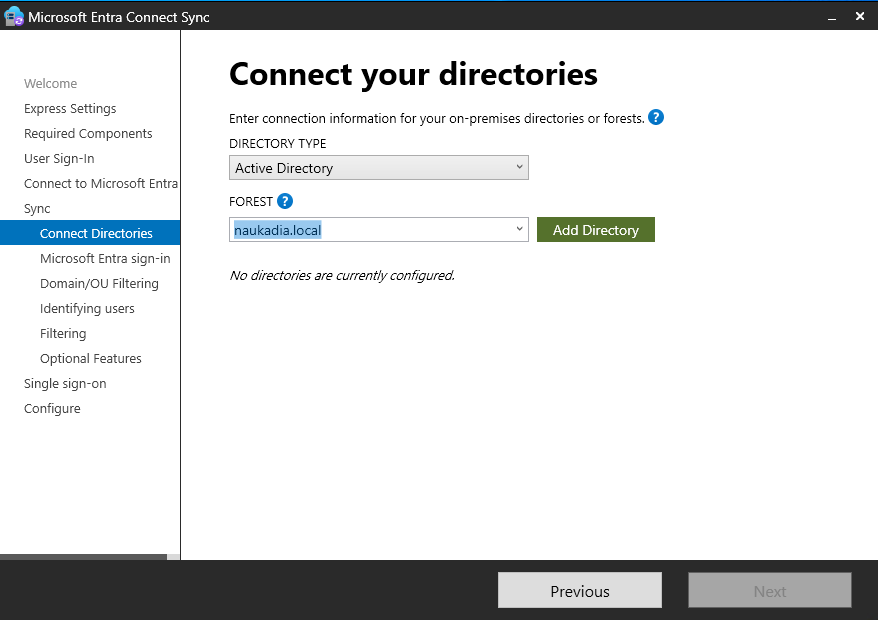 Microsoft Entra Connect Sync
Welcome
Express Settings
Required Components
User Sign-In
Connect to Microsoft Entra
Sync
Connect Directories
Microsoft Entra sign-in
Domain/OU Filtering
Identifying users
Filtering
Optional Features
Single sign-on
Configure
Connect your directories
Enter connection information for your on-premises directories or forests. ?
DIRECTORY TYPE
Active Directory
FOREST ?
naukadia.local
Add Directory
No directories are currently configured.
Previous
Next